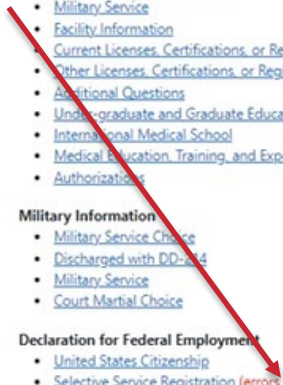 Military Service
Facility Information
Current Licenses, Certifications, or Re
Other Licenses, Certifications, or Regi
Additional Questions
Under-graduate and Graduate Educa
International Medical School
Medical Education, Training, and Exp
Authorizations
Military Information
Military Service Choice
Discharged with DD-214
Military Service
Court Martial Choice
Declaration for Federal Employment
United States Citizenship
Selective Service Registration (errors